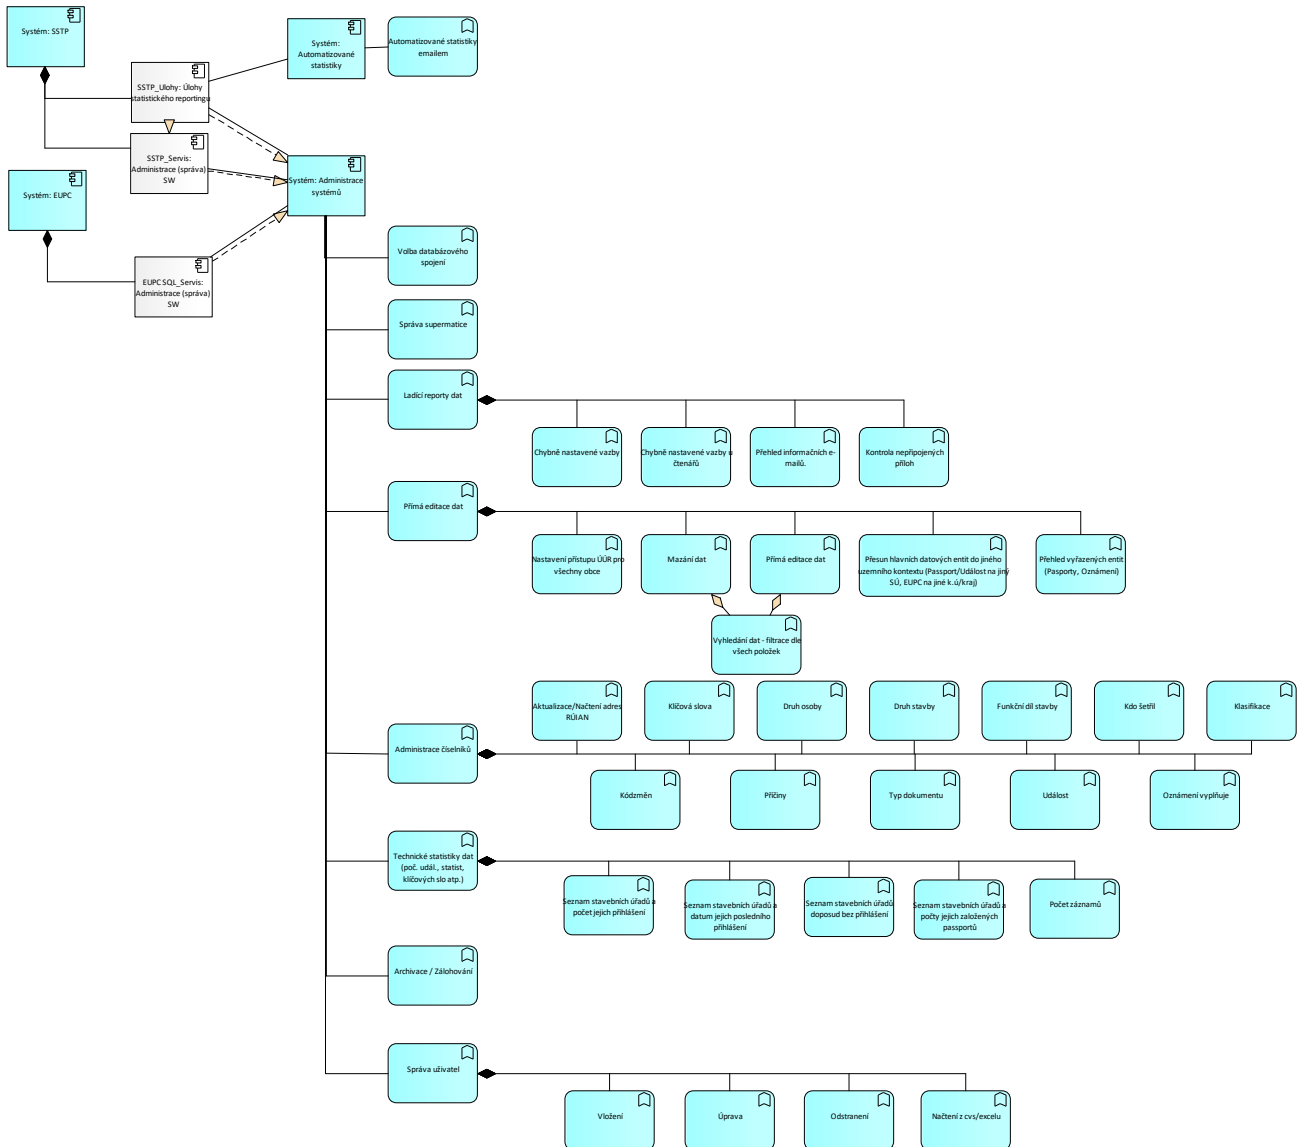 Systém: SSTP
Systém:
Automatizované
statistiky
Automatizované statistiky
emailem
SSTP_Ulohy: Úlohy
statistického reportingu
SSTP_Servis:
Administrace (správa)
SW
Systém: Administrace
systémů
Systém: EUPC
EUPC SQL_Servis:
Administrace (správa)
SW
Volba databázového
spojení
Správa supermatice
Ladící reporty dat
Chybně nastavené vazby
Chybně nastavené vazby u
čtenářů
Přehled informačních e-
mailů.
Kontrola nepřipojených
příloh
Přímá editace dat
Nastavení přístupu ÚÚR pro
všechny obce
Mazání dat
Přímá editace dat
Přesun hlavních datových entit do jiného
uzemního kontextu (Passport/Událost na jiný
SÚ, EUPC na jiné k.ú/kraj)
Přehled vyřazených entit
(Pasporty, Oznámení)
Vyhledání dat - filtrace dle
všech položek
Aktualizace/Načtení adres
RÚIAN
Klíčová slova
Druh osoby
Druh stavby
Funkční díl stavby
Kdo šetřil
Klasifikace
Administrace číselníků
Kódzměn
Příčiny
Typ dokumentu
Událost
Oznámení vyplňuje
Technické statistiky dat
(poč. udál., statist,
klíčových slo atp.)
Seznam stavebních úřadů a
počet jejich přihlášení
Seznam stavebních úřadů a
datum jejich posledního
přihlášení
Seznam stavebních úřadů
doposud bez přihlášení
Seznam stavebních úřadů a
počty jejich založených
passportů
Počet záznamů
Archivace / Zálohování
Správa uživatel
Vložení
Úprava
Odstranení
Načtení z cvs/excelu